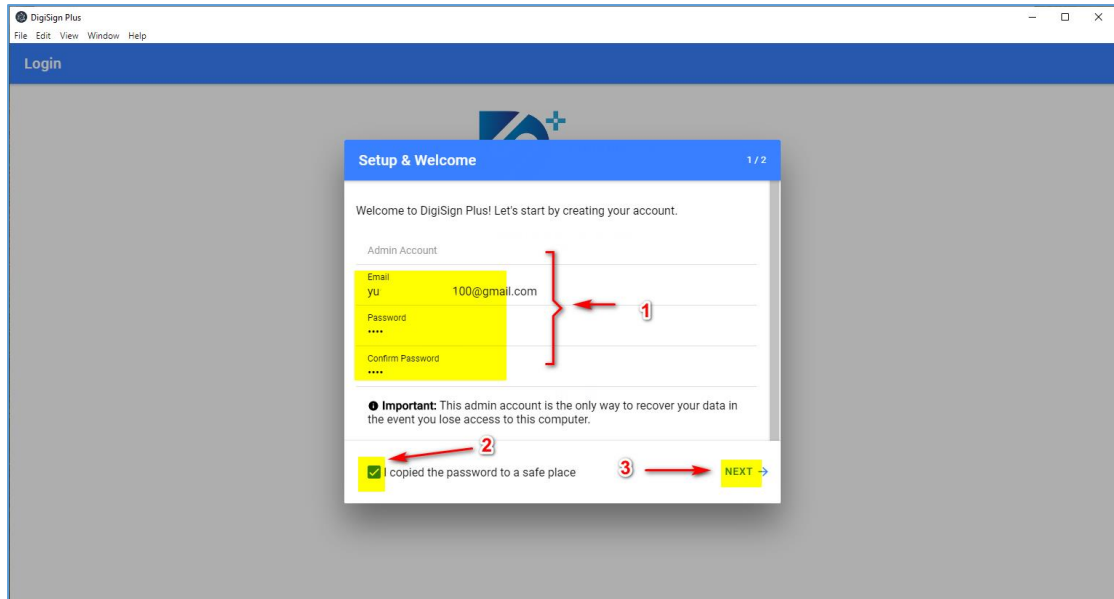 DigiSign Plus
File Edit View Window Help
Login
Setup & Welcome 1 / 2
Welcome to DigiSign Plus! Let's start by creating your account.
Admin Account
Email
yu 100@gmail.com
Password
••••
Confirm Password
••••
1
Important: This admin account is the only way to recover your data in
the event you lose access to this computer.
2
I copied the password to a safe place
3
NEXT →